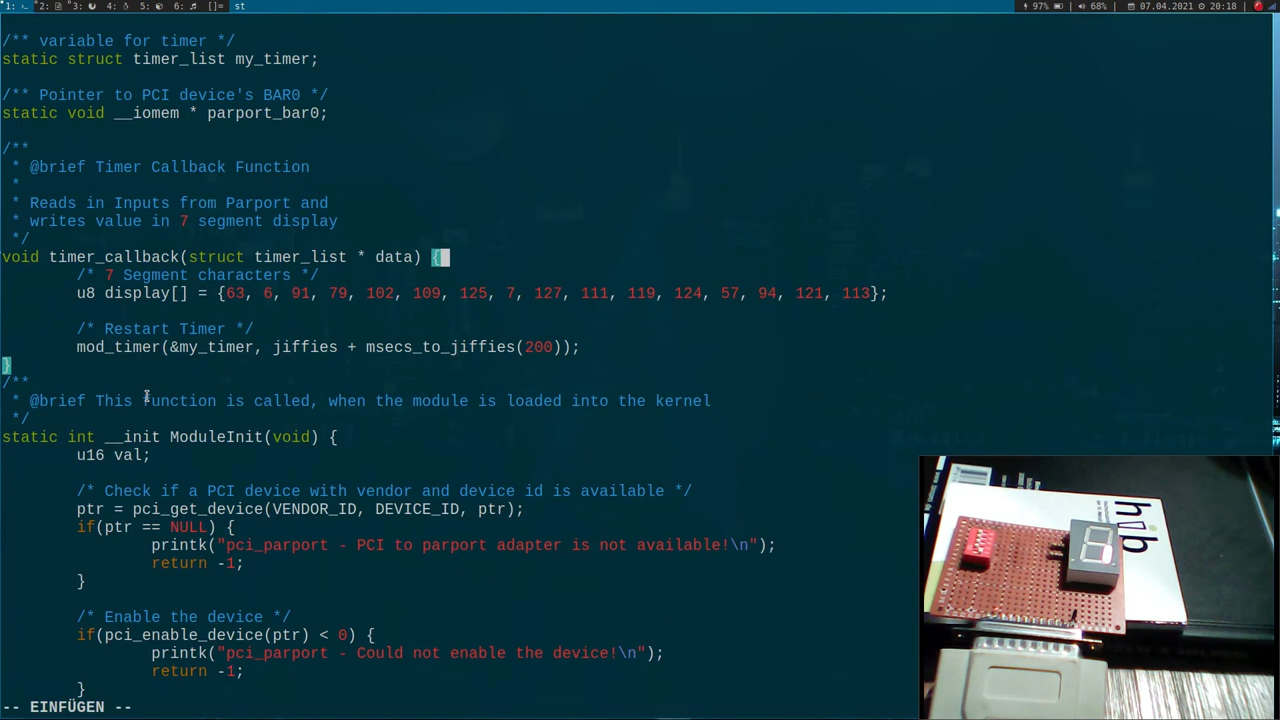 1: 2: 3: 4: 5: 6: []= st 97% 68% 07.04.2021 20:18
/** variable for timer */
static struct timer_list my_timer;
/** Pointer to PCI device's BAR0 */
static void __iomem * parport_bar0;
/**
 * @brief Timer Callback Function
 *
 * Reads in Inputs from Parport and
 * writes value in 7 segment display
 */
void timer_callback(struct timer_list * data) {
        /* 7 Segment characters */
        u8 display[] = {63, 6, 91, 79, 102, 109, 125, 7, 127, 111, 119, 124, 57, 94, 121, 113};
        /* Restart Timer */
        mod_timer(&my_timer, jiffies + msecs_to_jiffies(200));
}
/**
 * @brief This function is called, when the module is loaded into the kernel
 */
static int __init ModuleInit(void) {
        u16 val;
        /* Check if a PCI device with vendor and device id is available */
        ptr = pci_get_device(VENDOR_ID, DEVICE_ID, ptr);
        if(ptr == NULL) {
                printk("pci_parport - PCI to parport adapter is not available!\n");
                return -1;
        }
        /* Enable the device */
        if(pci_enable_device(ptr) < 0) {
                printk("pci_parport - Could not enable the device!\n");
                return -1;
        }
-- EINFÜGEN --